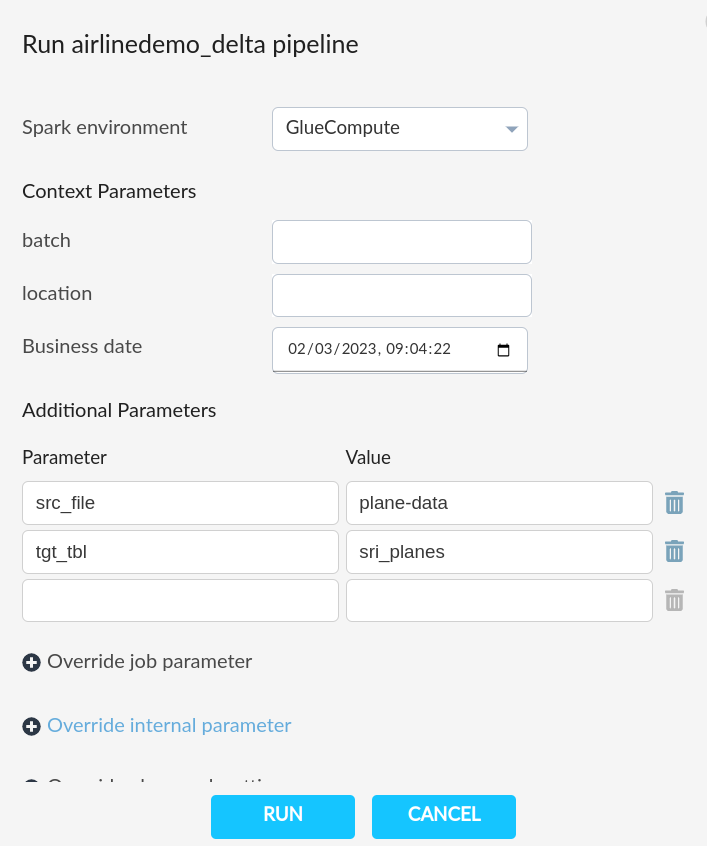 Run airlinedemo_delta pipeline
Spark environment GlueCompute
Context Parameters
batch
location
Business date 02/03/2023, 09:04:22
Additional Parameters
Parameter Value
src_file plane-data
tgt_tbl sri_planes
Override job parameter
Override internal parameter
RUN CANCEL